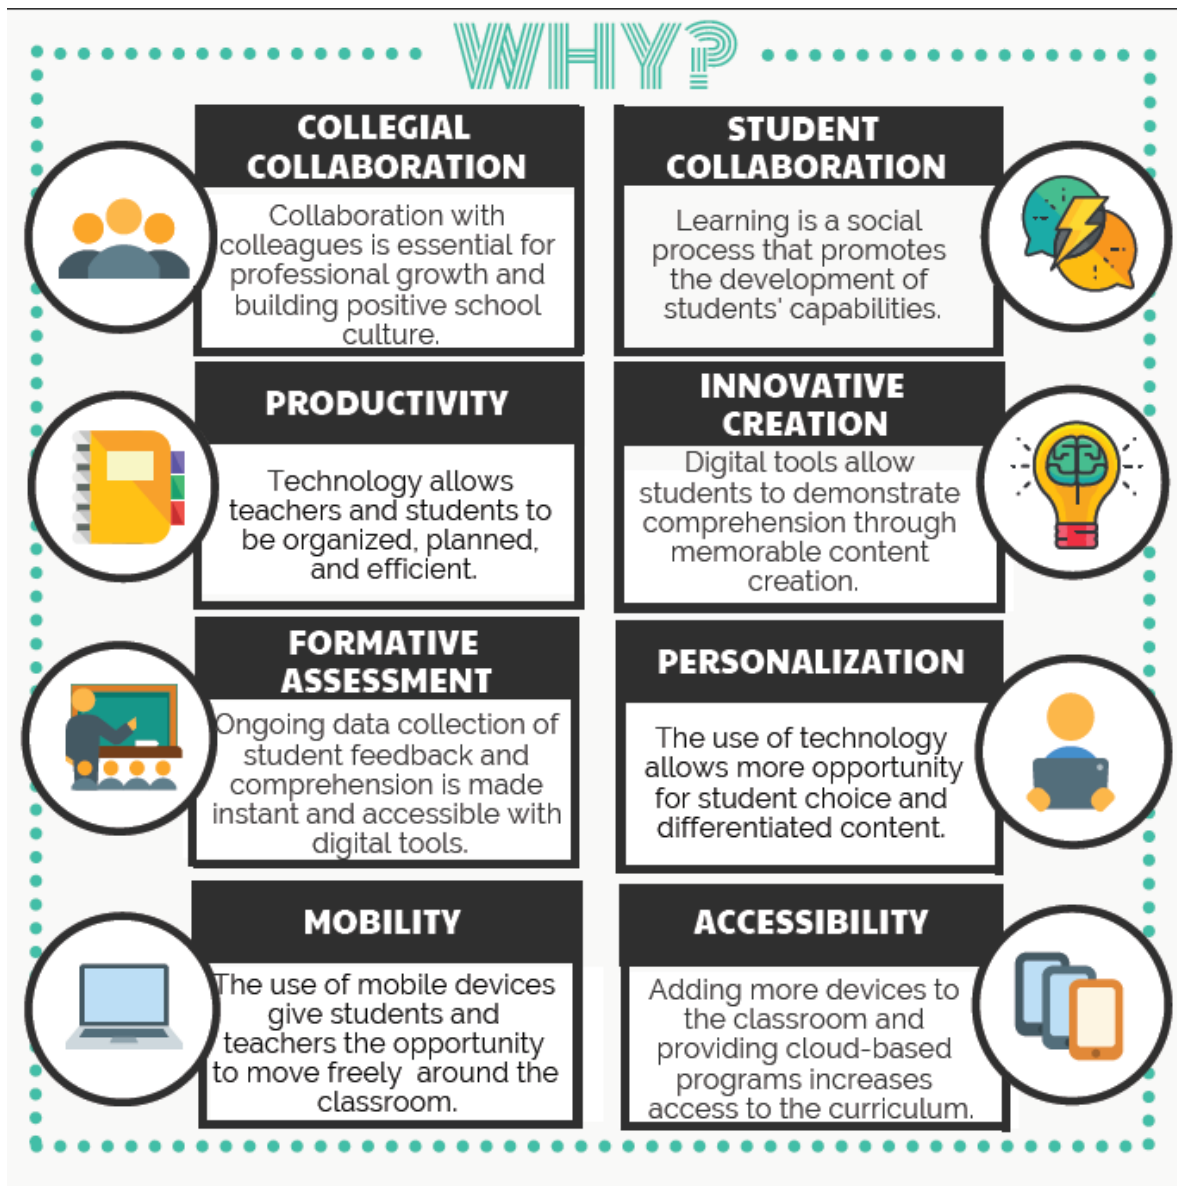 WHY?
COLLEGIAL
COLLABORATION
Collaboration with
colleagues is essential for
professional growth and
building positive school
culture.
STUDENT
COLLABORATION
Learning is a social
process that promotes
the development of
students' capabilities.
PRODUCTIVITY
Technology allows
teachers and students to
be organized, planned,
and efficient.
INNOVATIVE
CREATION
Digital tools allow
students to demonstrate
comprehension through
memorable content
creation.
FORMATIVE
ASSESSMENT
Ongoing data collection of
student feedback and
comprehension is made
instant and accessible with
digital tools.
PERSONALIZATION
The use of technology
allows more opportunity
for student choice and
differentiated content.
MOBILITY
The use of mobile devices
give students and
teachers the opportunity
to move freely around the
classroom.
ACCESSIBILITY
Adding more devices to
the classroom and
providing cloud-based
programs increases
access to the curriculum.